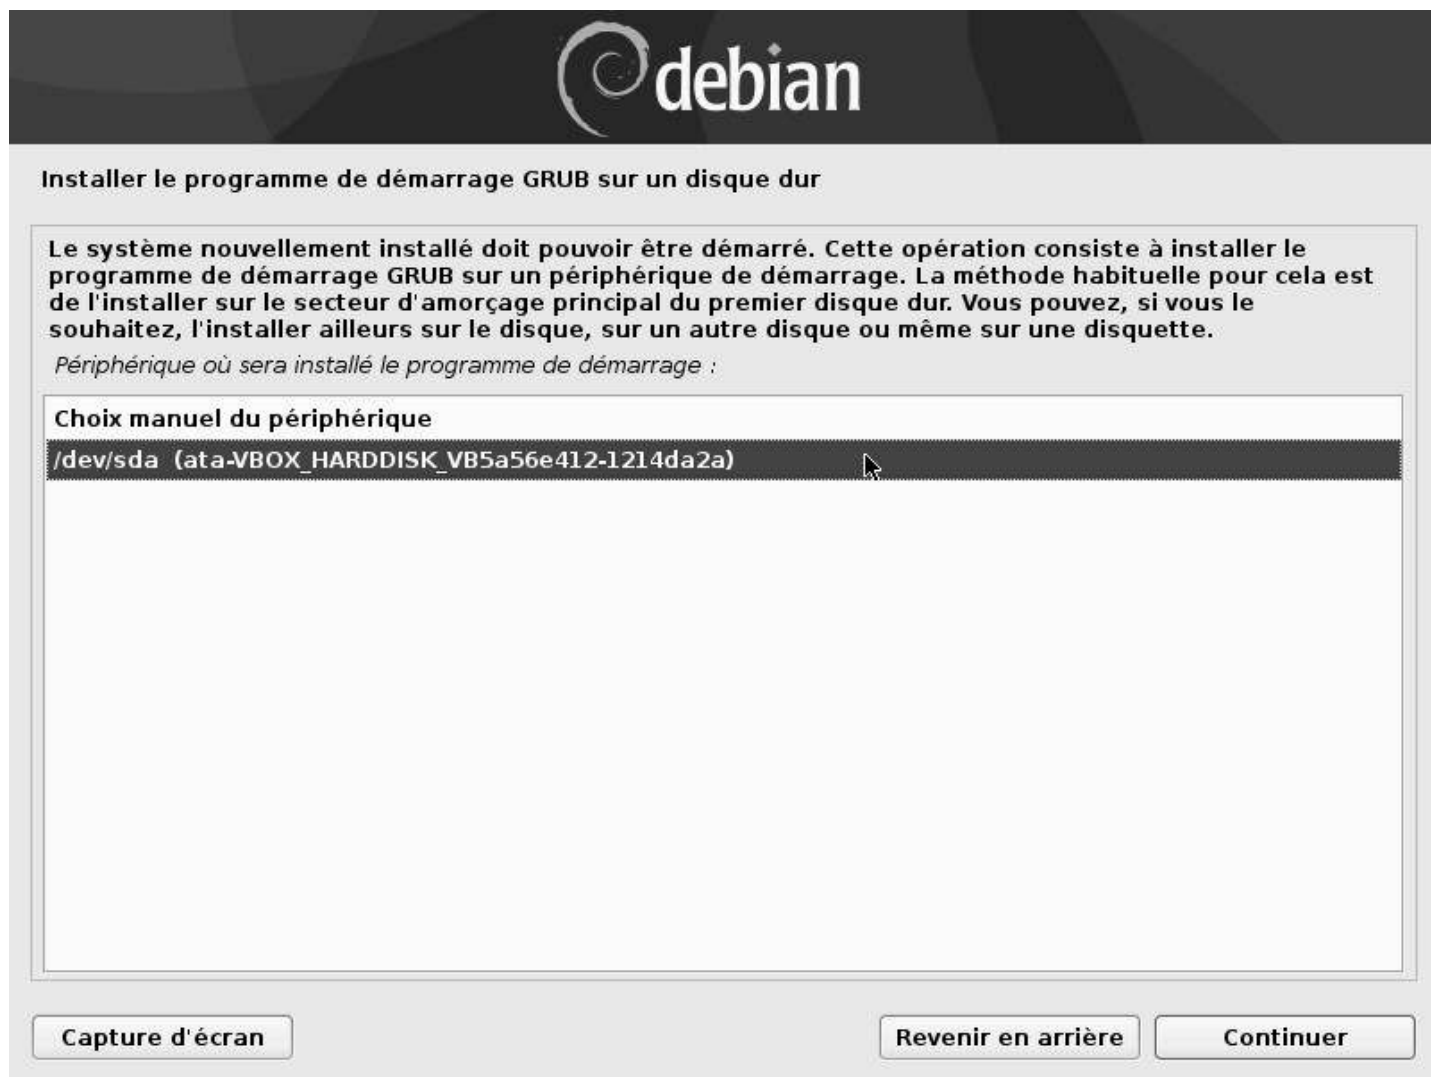 debian
Installer le programme de démarrage GRUB sur un disque dur
Le système nouvellement installé doit pouvoir être démarré. Cette opération consiste à installer le
programme de démarrage GRUB sur un périphérique de démarrage. La méthode habituelle pour cela est
de l'installer sur le secteur d'amorçage principal du premier disque dur. Vous pouvez, si vous le
souhaitez, l'installer ailleurs sur le disque, sur un autre disque ou même sur une disquette.
Périphérique où sera installé le programme de démarrage :
Choix manuel du périphérique
/dev/sda (ata-VBOX_HARDDISK_VB5a56e412-1214da2a)
Capture d'écran
Revenir en arrière
Continuer